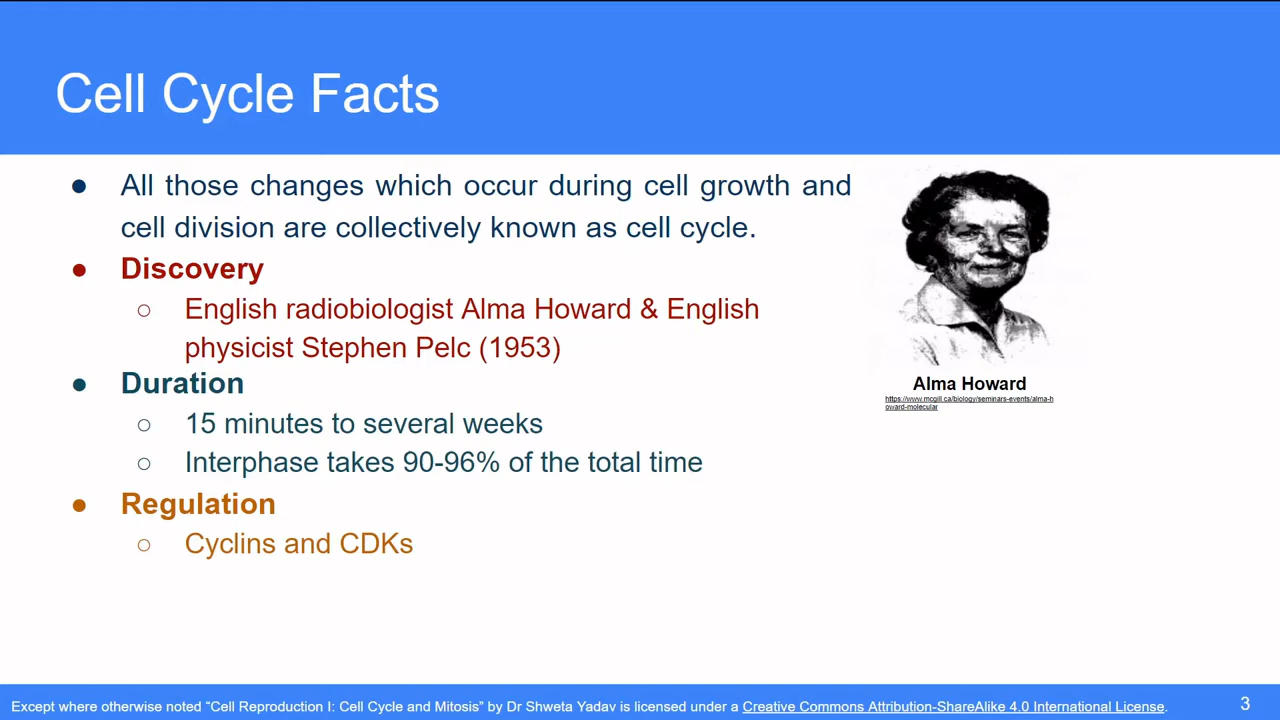 Cell Cycle Facts
● All those changes which occur during cell growth and
cell division are collectively known as cell cycle.
● Discovery
○ English radiobiologist Alma Howard & English
physicist Stephen Pelc (1953)
● Duration
○ 15 minutes to several weeks
○ Interphase takes 90-96% of the total time
● Regulation
○ Cyclins and CDKs
Alma Howard
https://www.mcgill.ca/biology/seminars-events/alma-h
oward-molecular
Except where otherwise noted “Cell Reproduction I: Cell Cycle and Mitosis” by Dr Shweta Yadav is licensed under a Creative Commons Attribution-ShareAlike 4.0 International License.
3